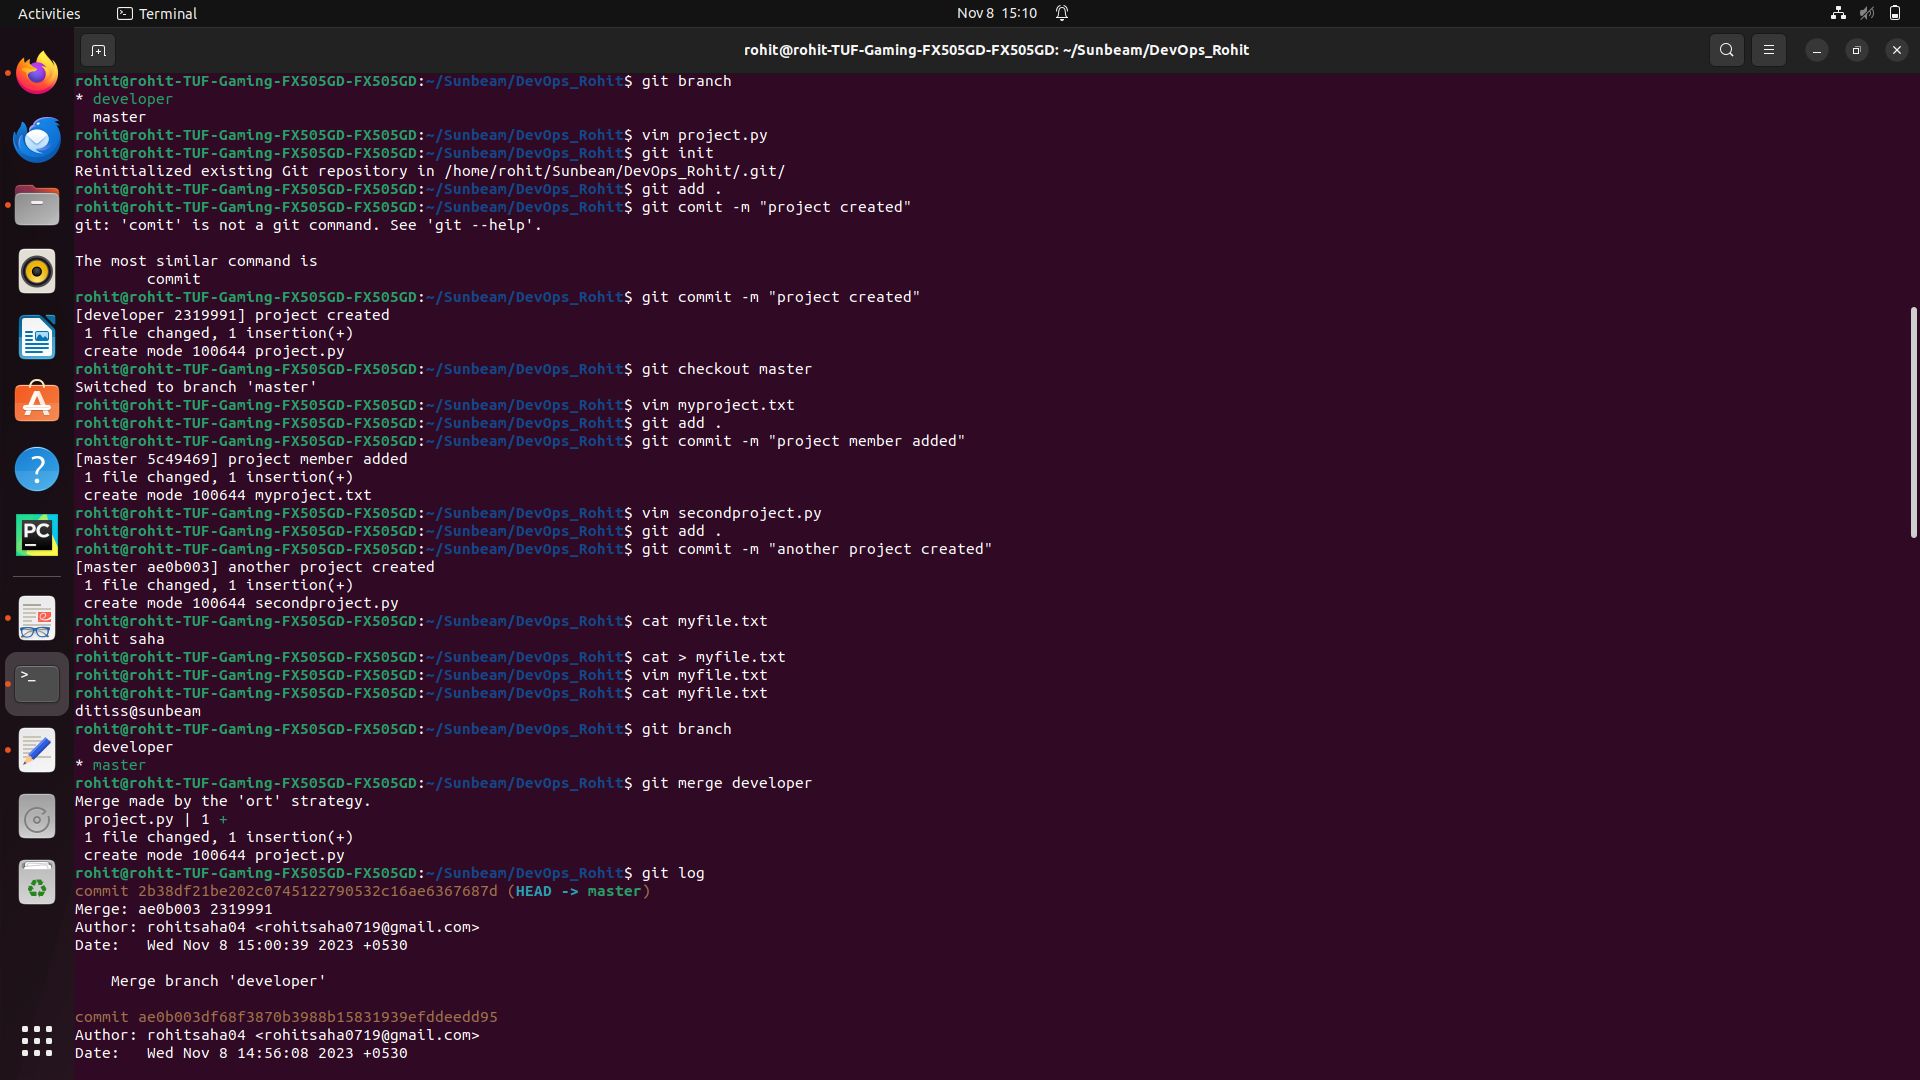 Activities
Terminal
Nov 8 15:10
rohit@rohit-TUF-Gaming-FX505GD-FX505GD: ~/Sunbeam/DevOps_Rohit
rohit@rohit-TUF-Gaming-FX505GD-FX505GD:~/Sunbeam/DevOps_Rohit$ git branch
* developer
  master
rohit@rohit-TUF-Gaming-FX505GD-FX505GD:~/Sunbeam/DevOps_Rohit$ vim project.py
rohit@rohit-TUF-Gaming-FX505GD-FX505GD:~/Sunbeam/DevOps_Rohit$ git init
Reinitialized existing Git repository in /home/rohit/Sunbeam/DevOps_Rohit/.git/
rohit@rohit-TUF-Gaming-FX505GD-FX505GD:~/Sunbeam/DevOps_Rohit$ git add .
rohit@rohit-TUF-Gaming-FX505GD-FX505GD:~/Sunbeam/DevOps_Rohit$ git comit -m "project created"
git: 'comit' is not a git command. See 'git --help'.

The most similar command is
        commit
rohit@rohit-TUF-Gaming-FX505GD-FX505GD:~/Sunbeam/DevOps_Rohit$ git commit -m "project created"
[developer 2319991] project created
 1 file changed, 1 insertion(+)
 create mode 100644 project.py
rohit@rohit-TUF-Gaming-FX505GD-FX505GD:~/Sunbeam/DevOps_Rohit$ git checkout master
Switched to branch 'master'
rohit@rohit-TUF-Gaming-FX505GD-FX505GD:~/Sunbeam/DevOps_Rohit$ vim myproject.txt
rohit@rohit-TUF-Gaming-FX505GD-FX505GD:~/Sunbeam/DevOps_Rohit$ git add .
rohit@rohit-TUF-Gaming-FX505GD-FX505GD:~/Sunbeam/DevOps_Rohit$ git commit -m "project member added"
[master 5c49469] project member added
 1 file changed, 1 insertion(+)
 create mode 100644 myproject.txt
rohit@rohit-TUF-Gaming-FX505GD-FX505GD:~/Sunbeam/DevOps_Rohit$ vim secondproject.py
rohit@rohit-TUF-Gaming-FX505GD-FX505GD:~/Sunbeam/DevOps_Rohit$ git add .
rohit@rohit-TUF-Gaming-FX505GD-FX505GD:~/Sunbeam/DevOps_Rohit$ git commit -m "another project created"
[master ae0b003] another project created
 1 file changed, 1 insertion(+)
 create mode 100644 secondproject.py
rohit@rohit-TUF-Gaming-FX505GD-FX505GD:~/Sunbeam/DevOps_Rohit$ cat myfile.txt
rohit saha
rohit@rohit-TUF-Gaming-FX505GD-FX505GD:~/Sunbeam/DevOps_Rohit$ cat > myfile.txt
rohit@rohit-TUF-Gaming-FX505GD-FX505GD:~/Sunbeam/DevOps_Rohit$ vim myfile.txt
rohit@rohit-TUF-Gaming-FX505GD-FX505GD:~/Sunbeam/DevOps_Rohit$ cat myfile.txt
ditiss@sunbeam
rohit@rohit-TUF-Gaming-FX505GD-FX505GD:~/Sunbeam/DevOps_Rohit$ git branch
  developer
* master
rohit@rohit-TUF-Gaming-FX505GD-FX505GD:~/Sunbeam/DevOps_Rohit$ git merge developer
Merge made by the 'ort' strategy.
 project.py | 1 +
 1 file changed, 1 insertion(+)
 create mode 100644 project.py
rohit@rohit-TUF-Gaming-FX505GD-FX505GD:~/Sunbeam/DevOps_Rohit$ git log
commit 2b38df21be202c0745122790532c16ae6367687d (HEAD -> master)
Merge: ae0b003 2319991
Author: rohitsaha04 <rohitsaha0719@gmail.com>
Date:   Wed Nov 8 15:00:39 2023 +0530

    Merge branch 'developer'

commit ae0b003df68f3870b3988b15831939efddeedd95
Author: rohitsaha04 <rohitsaha0719@gmail.com>
Date:   Wed Nov 8 14:56:08 2023 +0530
PC